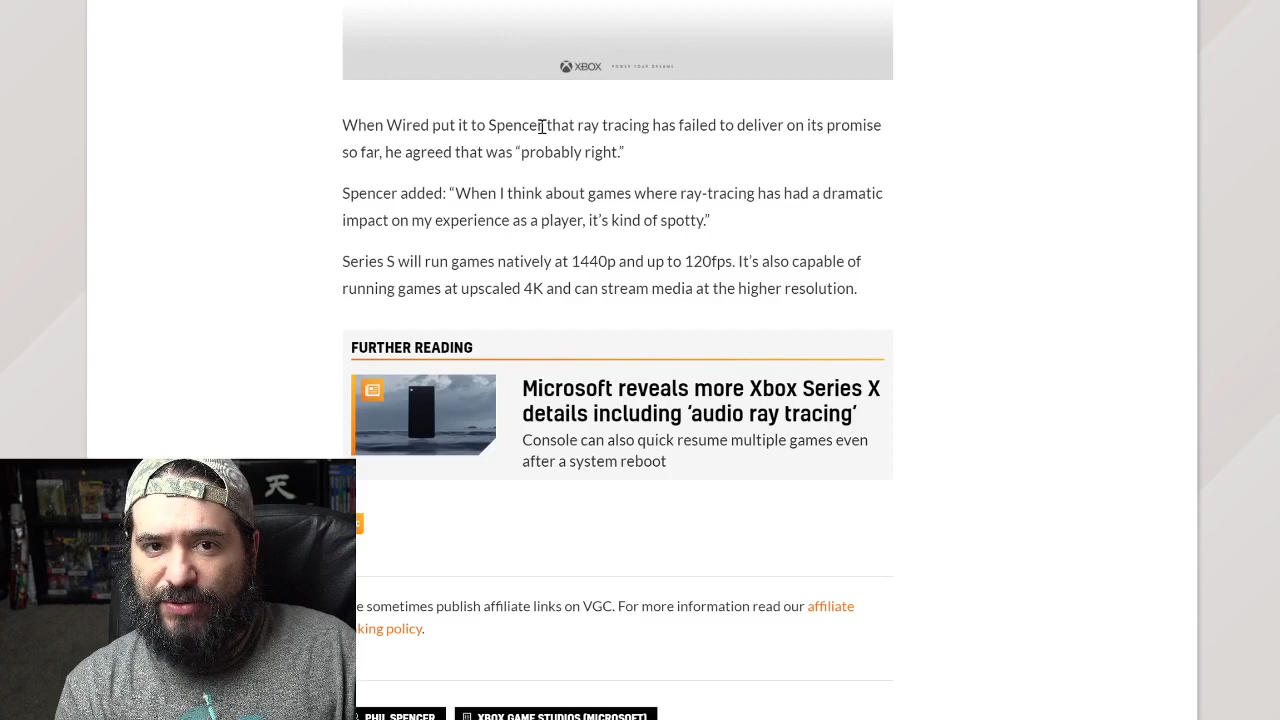 XBOX POWER YOUR DREAMS
When Wired put it to Spencer that ray tracing has failed to deliver on its promise
so far, he agreed that was “probably right.”
Spencer added: “When I think about games where ray-tracing has had a dramatic
impact on my experience as a player, it’s kind of spotty.”
Series S will run games natively at 1440p and up to 120fps. It’s also capable of
running games at upscaled 4K and can stream media at the higher resolution.
FURTHER READING
Microsoft reveals more Xbox Series X
details including ‘audio ray tracing’
Console can also quick resume multiple games even
after a system reboot
天
sometimes publish affiliate links on VGC. For more information read our affiliate
king policy.
PHIL SPENCER XBOX GAME STUDIOS (MICROSOFT)